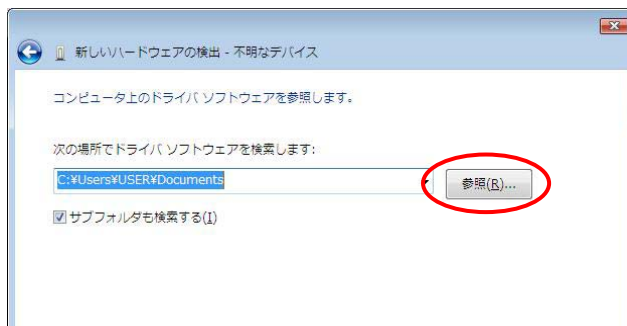 新しいハードウェアの検出 - 不明なデバイス
コンピュータ上のドライバ ソフトウェアを参照します。
次の場所でドライバ ソフトウェアを検索します:
C:¥Users¥USER¥Documents
参照(R)...
サブフォルダも検索する(I)